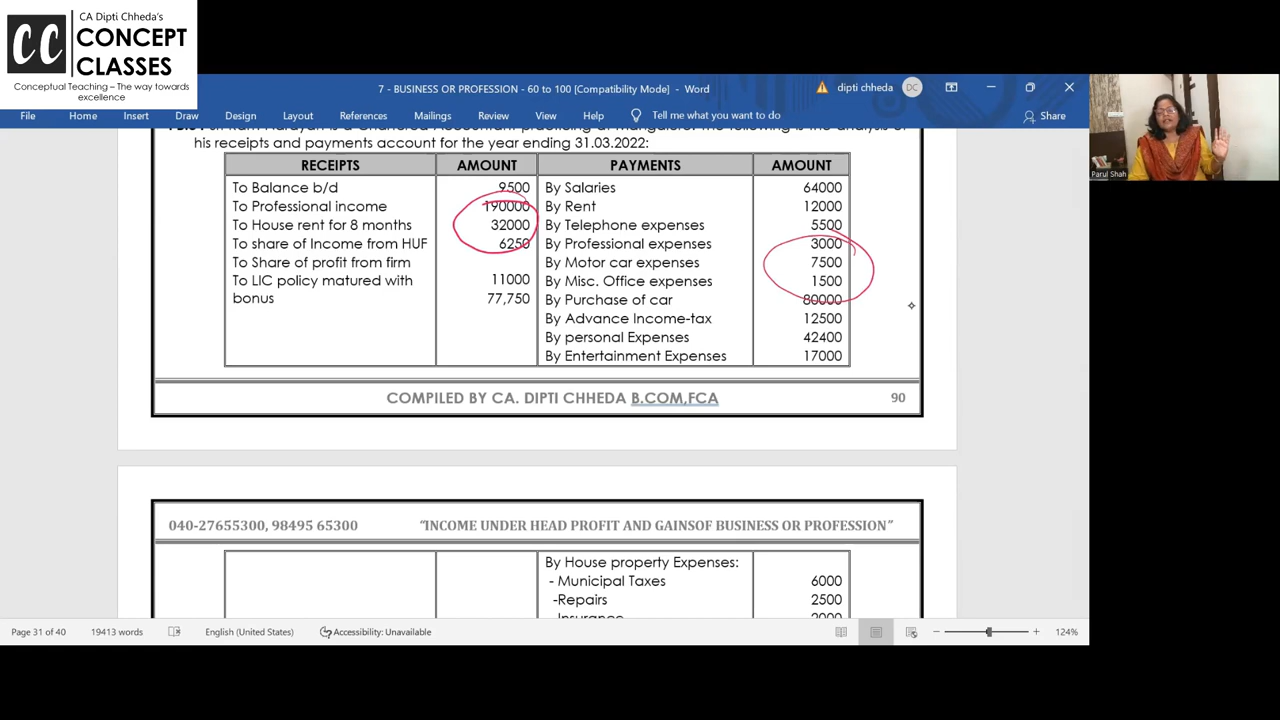 CA Dipti Chheda's
CC
CONCEPT
CLASSES
Conceptual Teaching – The way towards
excellence
7 - BUSINESS OR PROFESSION - 60 to 100 [Compatibility Mode] - Word
dipti chheda
DC
File Home Insert Draw Design Layout References Mailings Review View Help Tell me what you want to do Share
Parul Shah
his receipts and payments account for the year ending 31.03.2022:
RECEIPTS AMOUNT PAYMENTS AMOUNT
To Balance b/d 9500 By Salaries 64000
To Professional income 190000 By Rent 12000
To House rent for 8 months 32000 By Telephone expenses 5500
To share of Income from HUF 6250 By Professional expenses 3000
To Share of profit from firm By Motor car expenses 7500
To LIC policy matured with 11000 By Misc. Office expenses 1500
bonus 77,750 By Purchase of car 80000
By Advance Income-tax 12500
By personal Expenses 42400
By Entertainment Expenses 17000
COMPILED BY CA. DIPTI CHHEDA B.COM,FCA 90
040-27655300, 98495 65300 "INCOME UNDER HEAD PROFIT AND GAINSOF BUSINESS OR PROFESSION"
By House property Expenses:
- Municipal Taxes 6000
-Repairs 2500
Page 31 of 40 19413 words English (United States) Accessibility: Unavailable 124%